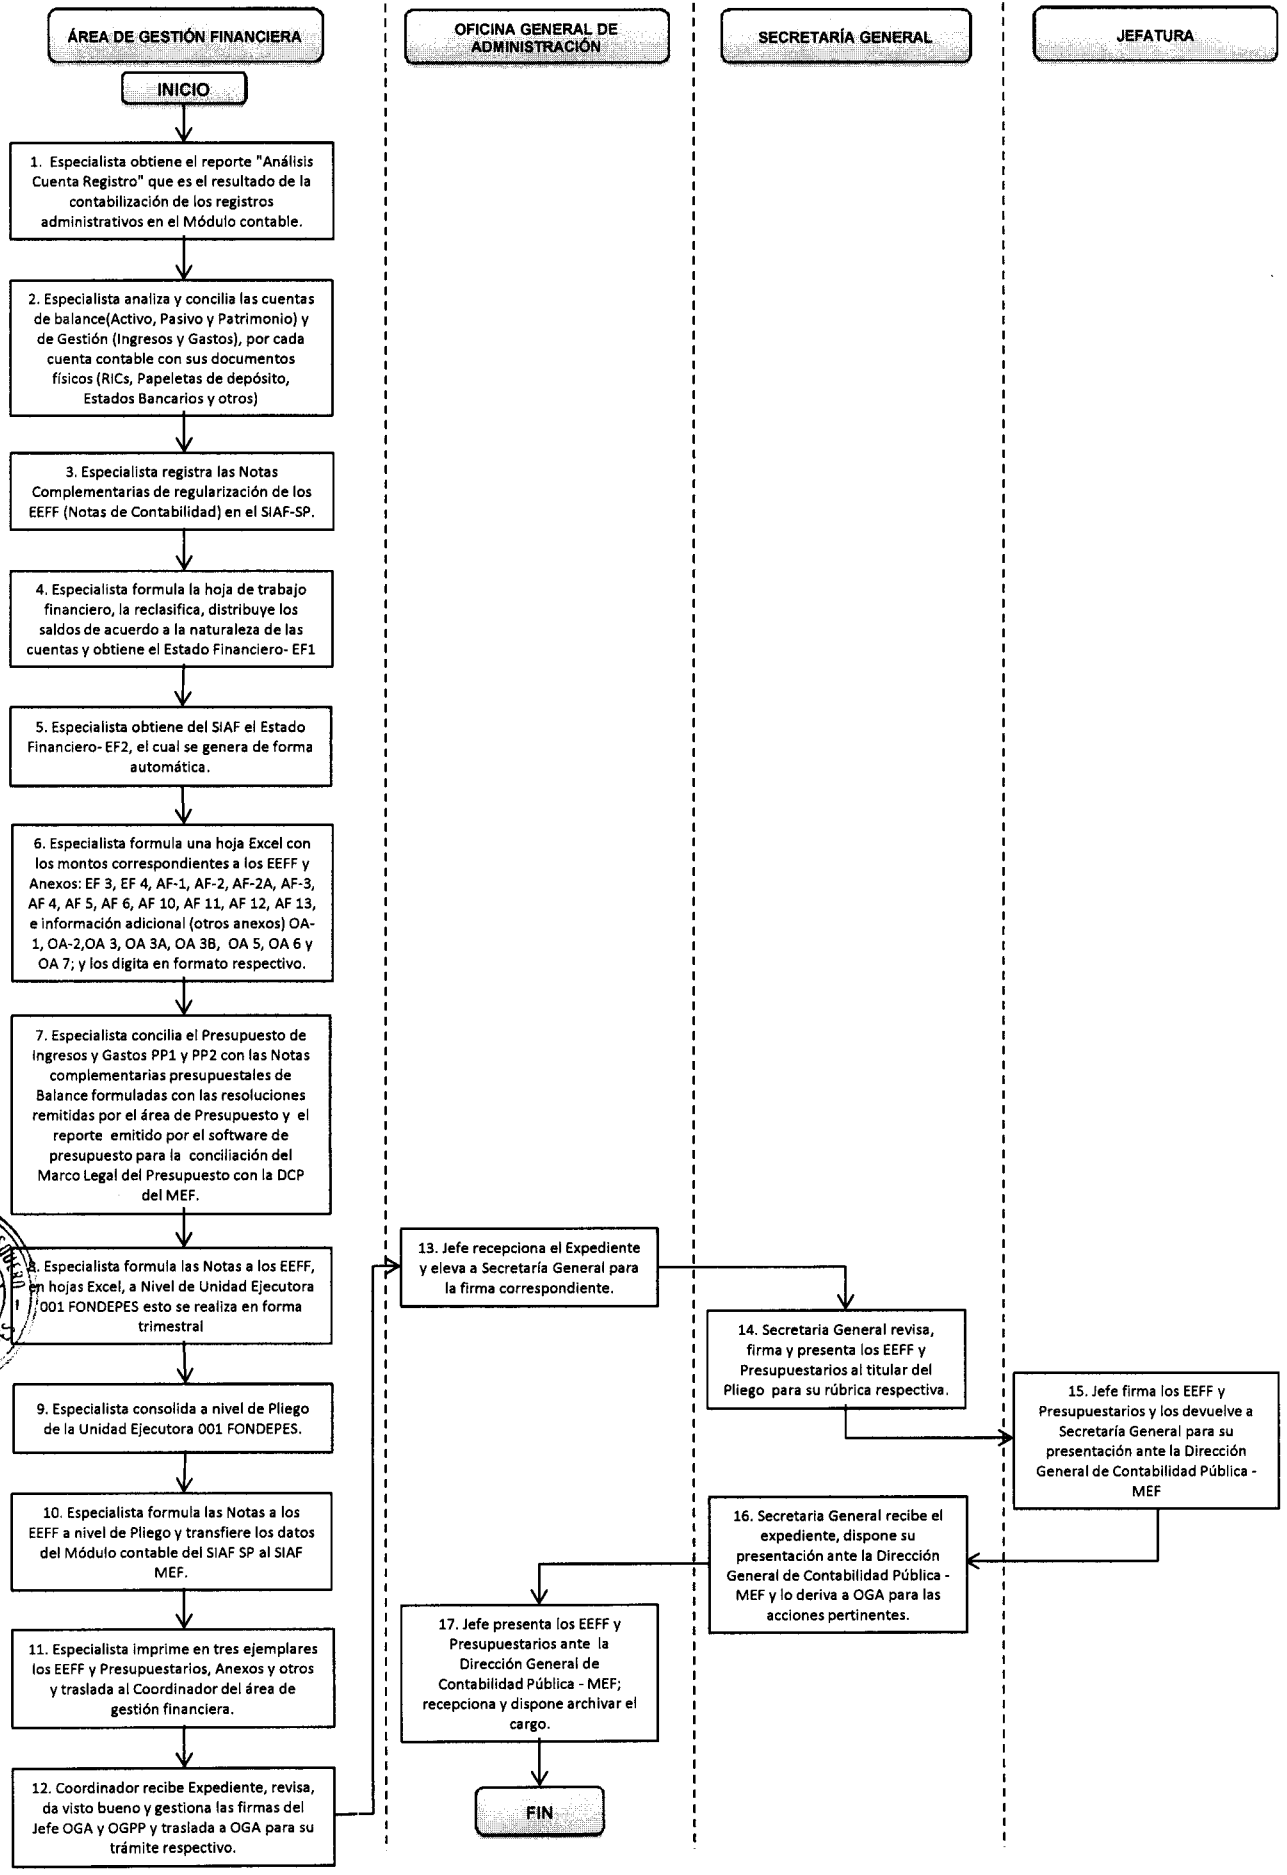 ÁREA DE GESTIÓN FINANCIERA
OFICINA GENERAL DE
ADMINISTRACIÓN
SECRETARÍA GENERAL
JEFATURA
INICIO
1. Especialista obtiene el reporte "Análisis
Cuenta Registro" que es el resultado de la
contabilización de los registros
administrativos en el Módulo contable.
2. Especialista analiza y concilia las cuentas
de balance(Activo, Pasivo y Patrimonio) y
de Gestión (Ingresos y Gastos), por cada
cuenta contable con sus documentos
físicos (RICs, Papeletas de depósito,
Estados Bancarios y otros)
3. Especialista registra las Notas
Complementarias de regularización de los
EEFF (Notas de Contabilidad) en el SIAF-SP.
4. Especialista formula la hoja de trabajo
financiero, la reclasifica, distribuye los
saldos de acuerdo a la naturaleza de las
cuentas y obtiene el Estado Financiero- EF1
5. Especialista obtiene del SIAF el Estado
Financiero- EF2, el cual se genera de forma
automática.
6. Especialista formula una hoja Excel con
los montos correspondientes a los EEFF y
Anexos: EF 3, EF 4, AF-1, AF-2, AF-2A, AF-3,
AF 4, AF 5, AF 6, AF 10, AF 11, AF 12, AF 13,
e información adicional (otros anexos) OA-
1, OA-2,OA 3, OA 3A, OA 3B, OA 5, OA 6 y
OA 7; y los digita en formato respectivo.
7. Especialista concilia el Presupuesto de
Ingresos y Gastos PP1 y PP2 con las Notas
complementarias presupuestales de
Balance formuladas con las resoluciones
remitidas por el área de Presupuesto y el
reporte emitido por el software de
presupuesto para la conciliación del
Marco Legal del Presupuesto con la DCP
del MEF.
8. Especialista formula las Notas a los EEFF,
en hojas Excel, a Nivel de Unidad Ejecutora
001 FONDEPES esto se realiza en forma
trimestral
9. Especialista consolida a nivel de Pliego
de la Unidad Ejecutora 001 FONDEPES.
10. Especialista formula las Notas a los
EEFF a nivel de Pliego y transfiere los datos
del Módulo contable del SIAF SP al SIAF
MEF.
11. Especialista imprime en tres ejemplares
los EEFF y Presupuestarios, Anexos y otros
y traslada al Coordinador del área de
gestión financiera.
12. Coordinador recibe Expediente, revisa,
da visto bueno y gestiona las firmas del
Jefe OGA y OGPP y traslada a OGA para su
trámite respectivo.
13. Jefe recepciona el Expediente
y eleva a Secretaría General para
la firma correspondiente.
14. Secretaria General revisa,
firma y presenta los EEFF y
Presupuestarios al titular del
Pliego para su rúbrica respectiva.
15. Jefe firma los EEFF y
Presupuestarios y los devuelve a
Secretaría General para su
presentación ante la Dirección
General de Contabilidad Pública -
MEF
16. Secretaria General recibe el
expediente, dispone su
presentación ante la Dirección
General de Contabilidad Pública -
MEF y lo deriva a OGA para las
acciones pertinentes.
17. Jefe presenta los EEFF y
Presupuestarios ante la
Dirección General de
Contabilidad Pública - MEF;
recepciona y dispone archivar el
cargo.
FIN